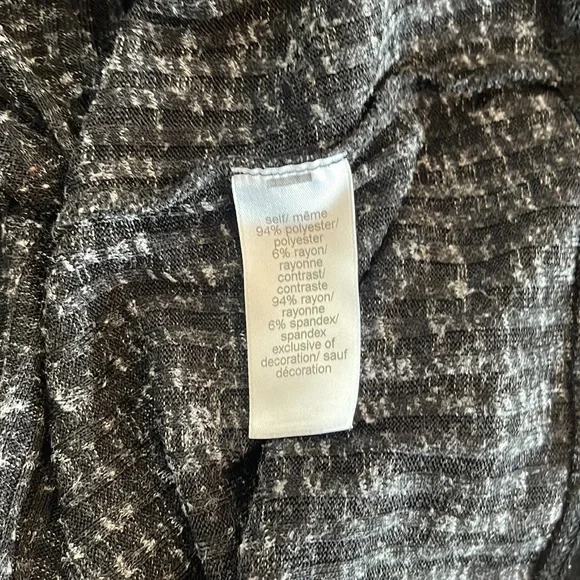 self/ même
94% polyester/
polyester
6% rayon/
rayonne
contrast/
contraste
94% rayon/
rayonne
6% spandex/
spandex
exclusive of
decoration/ sauf
décoration